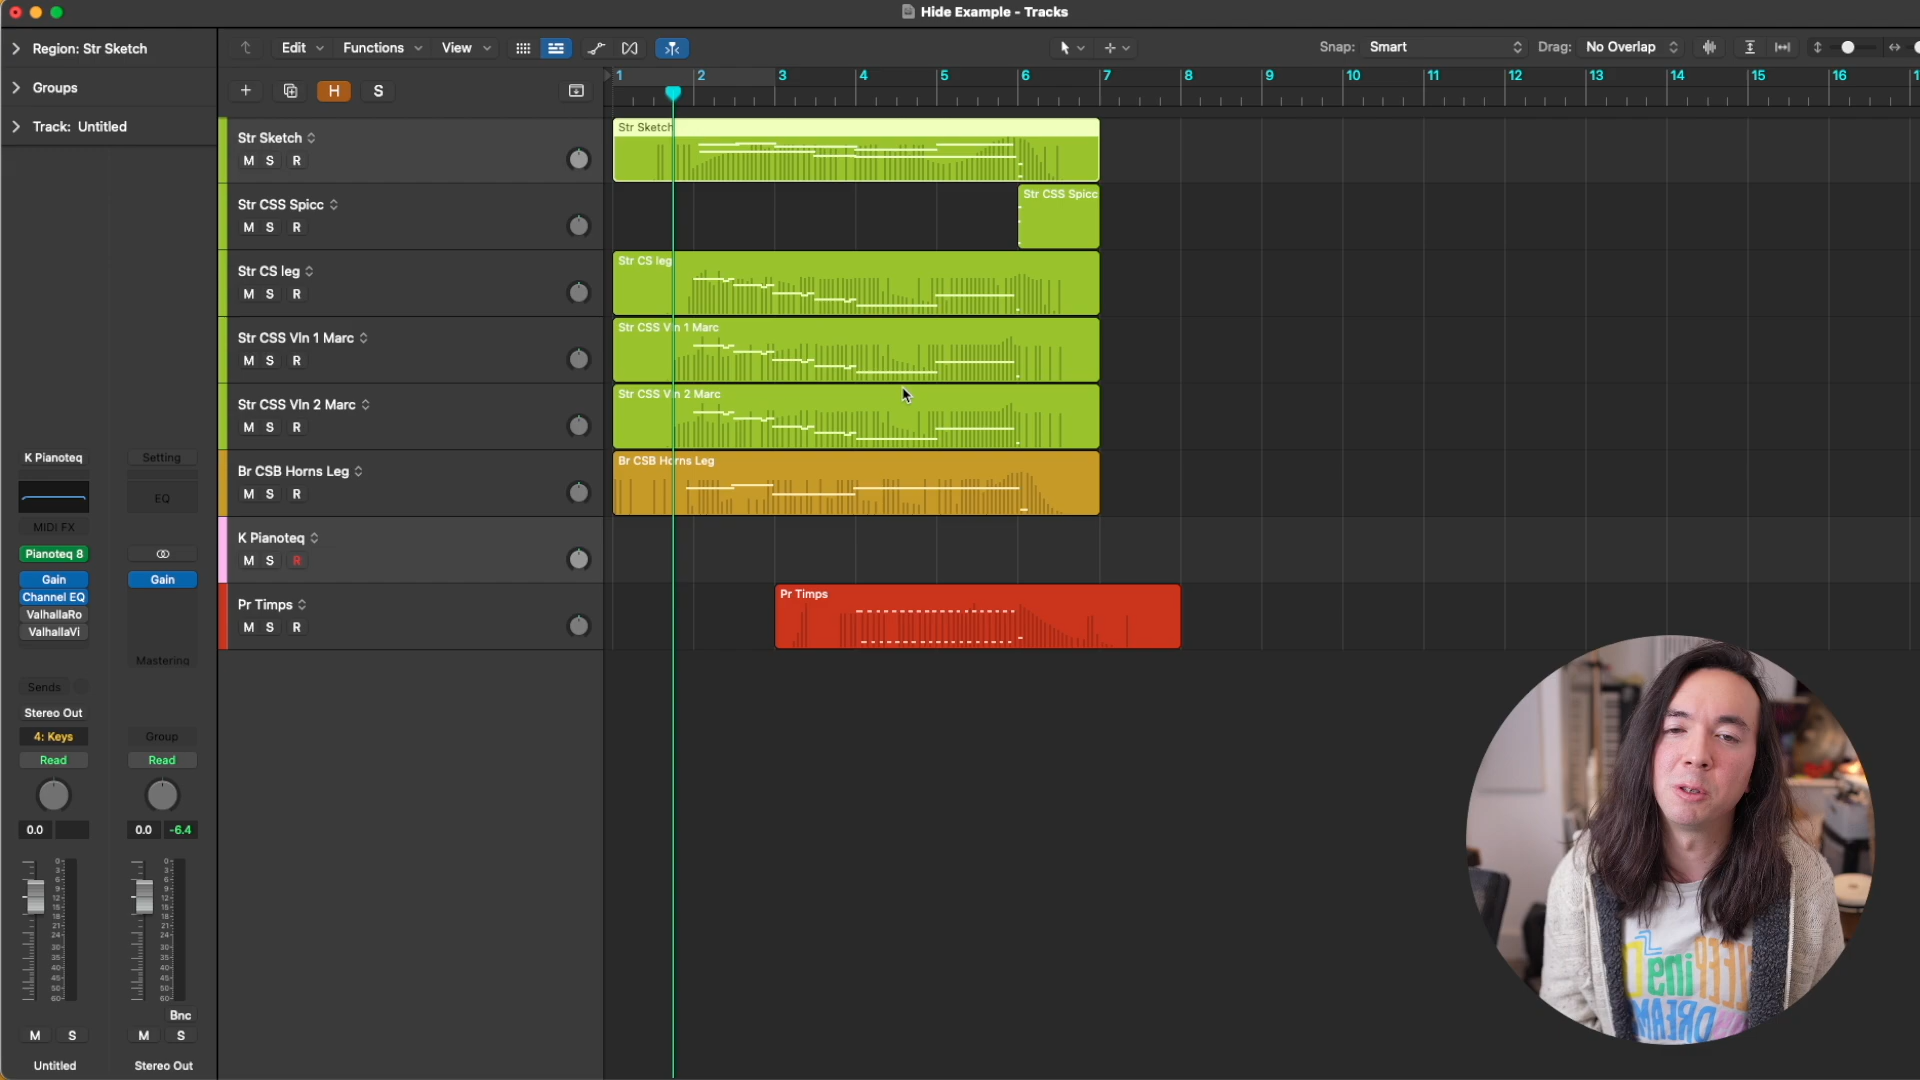 Hide Example - Tracks
Region: Str Sketch
Groups
Track: Untitled
Edit
Functions
View
Snap: Smart
Drag: No Overlap
H
S
1 2 3 4 5 6 7 8 9 10 11 12 13 14 15 16
Str Sketch
M S R
Str CSS Spicc
M S R
Str CS leg
M S R
Str CSS Vln 1 Marc
M S R
Str CSS Vln 2 Marc
M S R
Br CSB Horns Leg
M S R
K Pianoteq
M S R
Pr Timps
M S R
Str Sketch
Str CSS Spicc
Str CS leg
Str CSS Vln 1 Marc
Str CSS Vln 2 Marc
Br CSB Horns Leg
Pr Timps
K Pianoteq
Setting
EQ
MIDI FX
Pianoteq 8
Gain
Gain
Channel EQ
ValhallaRo
ValhallaVi
Mastering
Sends
Stereo Out
4: Keys
Group
Read
Read
0.0
0.0 -6.4
Bnc
M S
M S
Untitled
Stereo Out